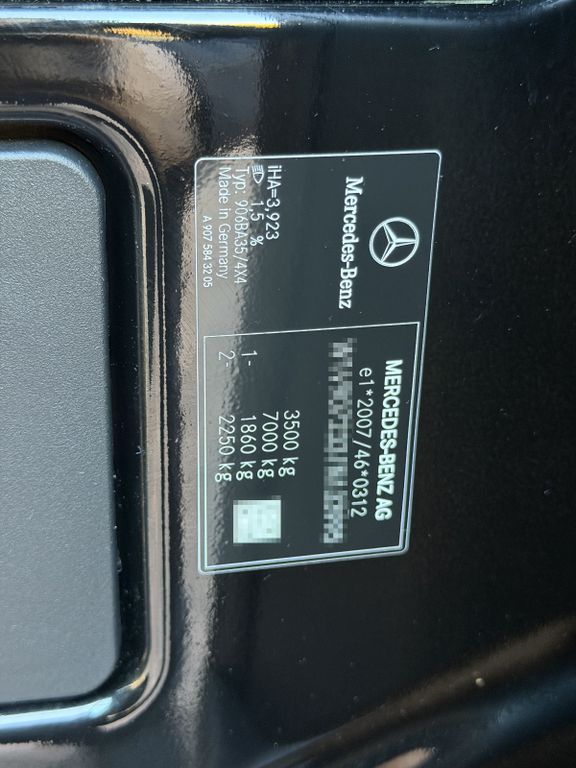 Mercedes-Benz
iHA=3,923
1,5 %
Typ: 906BA35/4X4
Made in Germany
A 907 584 32 05
MERCEDES-BENZ AG
e1*2007/46*0312
3500 kg
7000 kg
1- 1860 kg
2- 2250 kg